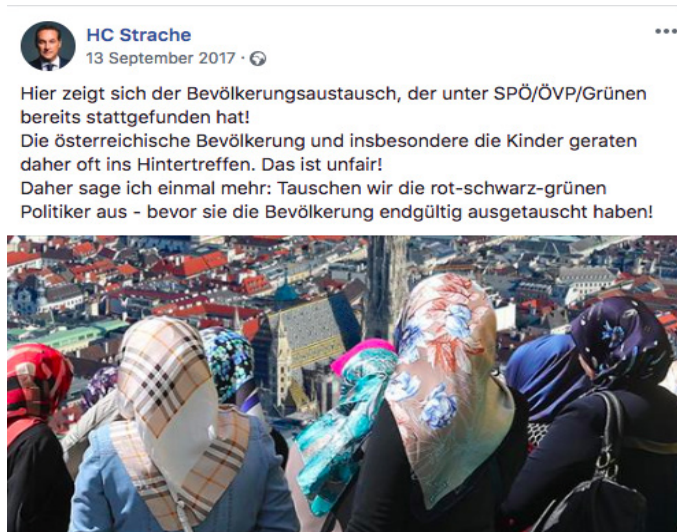 HC Strache
13 September 2017 ·
Hier zeigt sich der Bevölkerungsaustausch, der unter SPÖ/ÖVP/Grünen
bereits stattgefunden hat!
Die österreichische Bevölkerung und insbesondere die Kinder geraten
daher oft ins Hintertreffen. Das ist unfair!
Daher sage ich einmal mehr: Tauschen wir die rot-schwarz-grünen
Politiker aus - bevor sie die Bevölkerung endgültig ausgetauscht haben!